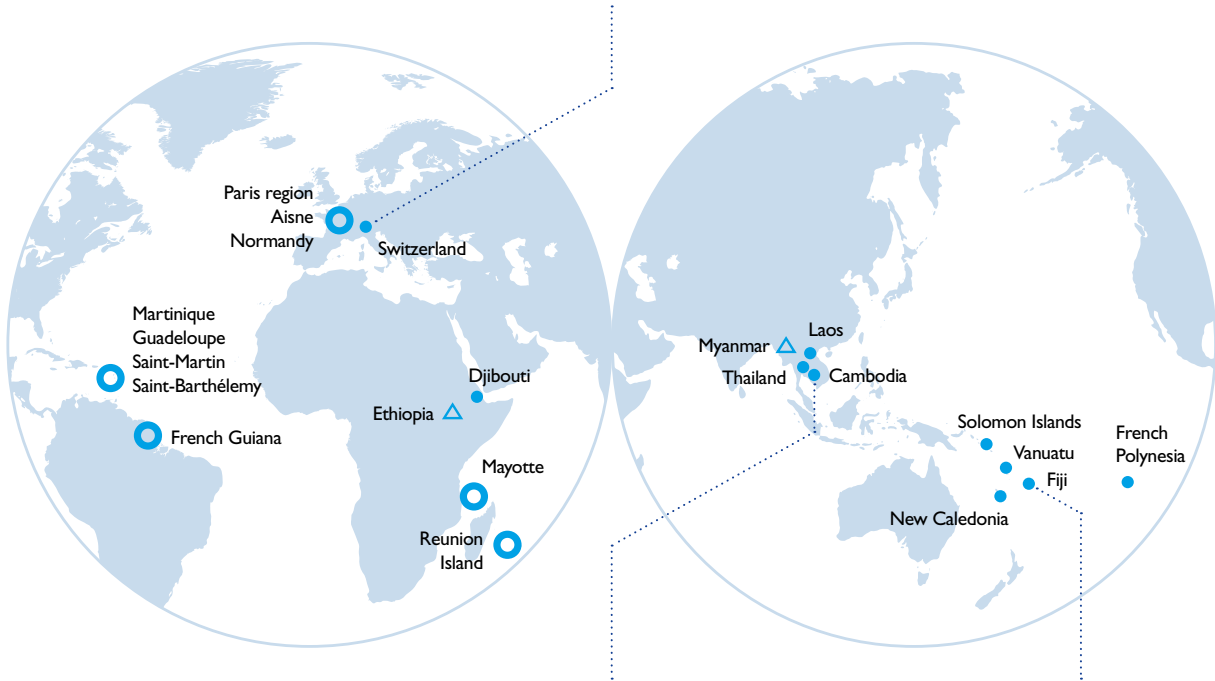 Paris region
Aisne
Normandy
Switzerland
Martinique
Guadeloupe
Saint-Martin
Saint-Barthélemy
French Guiana
Djibouti
Ethiopia
Mayotte
Reunion
Island
Laos
Myanmar
Thailand
Cambodia
Solomon Islands
Vanuatu
Fiji
New Caledonia
French
Polynesia